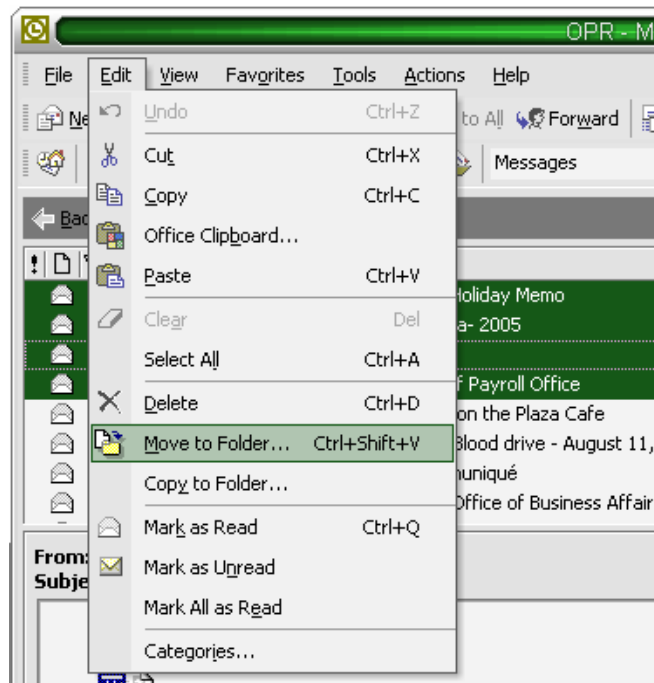 OPR - M
File Edit View Favorites Tools Actions Help
Ne to All Forward
Messages
Bac
Undo Ctrl+Z
Cut Ctrl+X
Copy Ctrl+C
Office Clipboard...
Paste Ctrl+V
Clear Del
Select All Ctrl+A
Delete Ctrl+D
Move to Folder... Ctrl+Shift+V
Copy to Folder...
Mark as Read Ctrl+Q
Mark as Unread
Mark All as Read
Categories...
Holiday Memo
a- 2005
f Payroll Office
on the Plaza Cafe
Blood drive - August 11,
muniqué
Office of Business Affair
From:
Subje